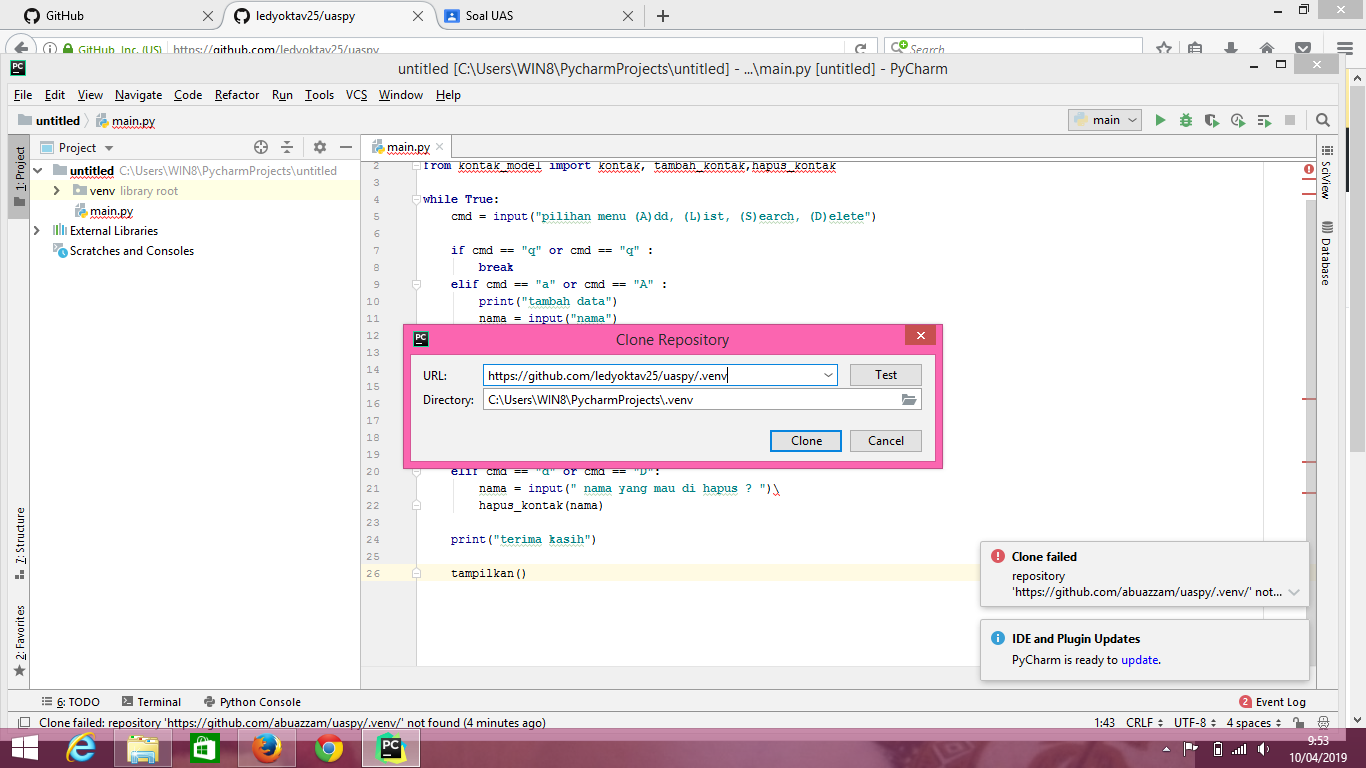 GitHub
ledyoktav25/uaspy
Soal UAS
GitHub, Inc. (US)
https://github.com/ledyoktav25/uaspy
Search
untitled [C:\Users\WIN8\PycharmProjects\untitled] - ...\main.py [untitled] - PyCharm
File Edit View Navigate Code Refactor Run Tools VCS Window Help
untitled main.py
main
1: Project
Project
main.py
untitled C:\Users\WIN8\PycharmProjects\untitled
venv library root
main.py
External Libraries
Scratches and Consoles
2 from kontak_model import kontak, tambah_kontak,hapus_kontak
3
4 while True:
5 cmd = input("pilihan menu (A)dd, (L)ist, (S)earch, (D)elete")
6
7 if cmd == "q" or cmd == "q" :
8 break
9 elif cmd == "a" or cmd == "A" :
10 print("tambah data")
11 nama = input("nama")
12
13
14
15
16
17
18
19
20 elif cmd == "d" or cmd == "D":
21 nama = input(" nama yang mau di hapus ? ")\
22 hapus_kontak(nama)
23
24 print("terima kasih")
25
26 tampilkan()
PC
Clone Repository
URL: https://github.com/ledyoktav25/uaspy/.venv
Test
Directory: C:\Users\WIN8\PycharmProjects\.venv
Clone
Cancel
SciView
Database
7: Structure
2: Favorites
Clone failed
repository
'https://github.com/abuazzam/uaspy/.venv/' not...
IDE and Plugin Updates
PyCharm is ready to update.
6: TODO
Terminal
Python Console
2 Event Log
Clone failed: repository 'https://github.com/abuazzam/uaspy/.venv/' not found (4 minutes ago)
1:43 CRLF UTF-8 4 spaces
9:53
10/04/2019